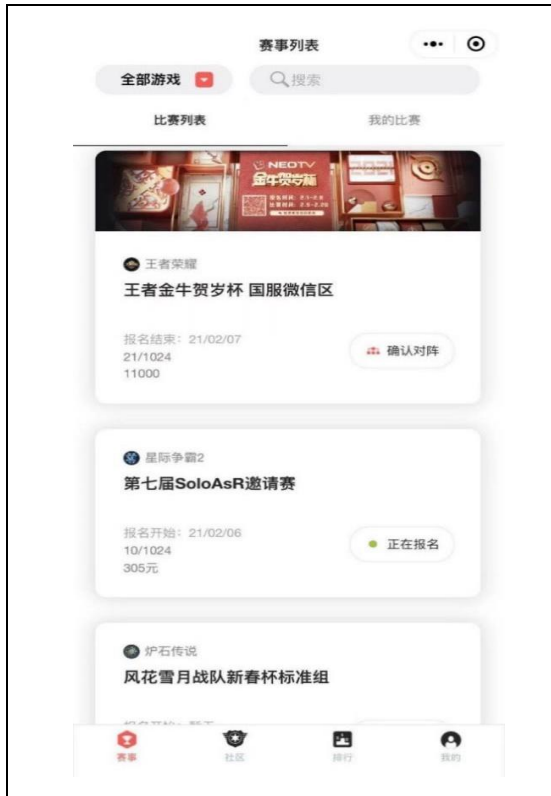 赛事列表
全部游戏
搜索
比赛列表
我的比赛
NEOTV
金牛贺岁杯
王者荣耀
王者金牛贺岁杯 国服微信区
报名结束：21/02/07
21/1024
确认对阵
11000
星际争霸2
第七届SoloAsR邀请赛
报名开始：21/02/06
10/1024
正在报名
305元
炉石传说
风花雪月战队新春杯标准组
赛事
社区
排行
我的